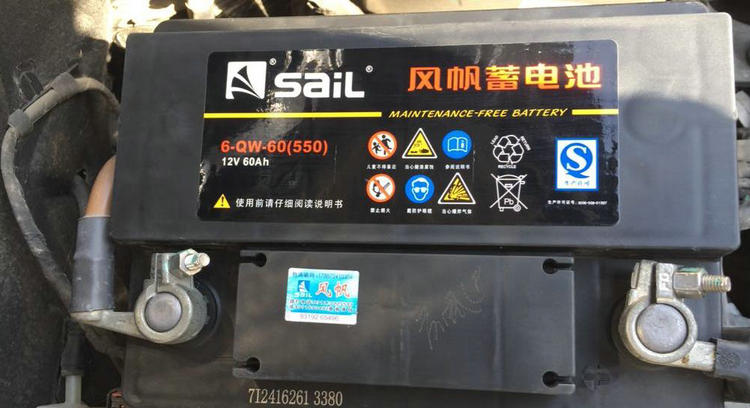 SaiL
风帆蓄电池
MAINTENANCE-FREE BATTERY
6-QW-60(550)
12V 60Ah
儿童不得靠近
当心酸液腐蚀
参阅说明书
禁止烟火
戴防护眼镜
当心爆炸气体
Pb
使用前请仔细阅读说明书
SaiL 风帆
7I2416261 3380